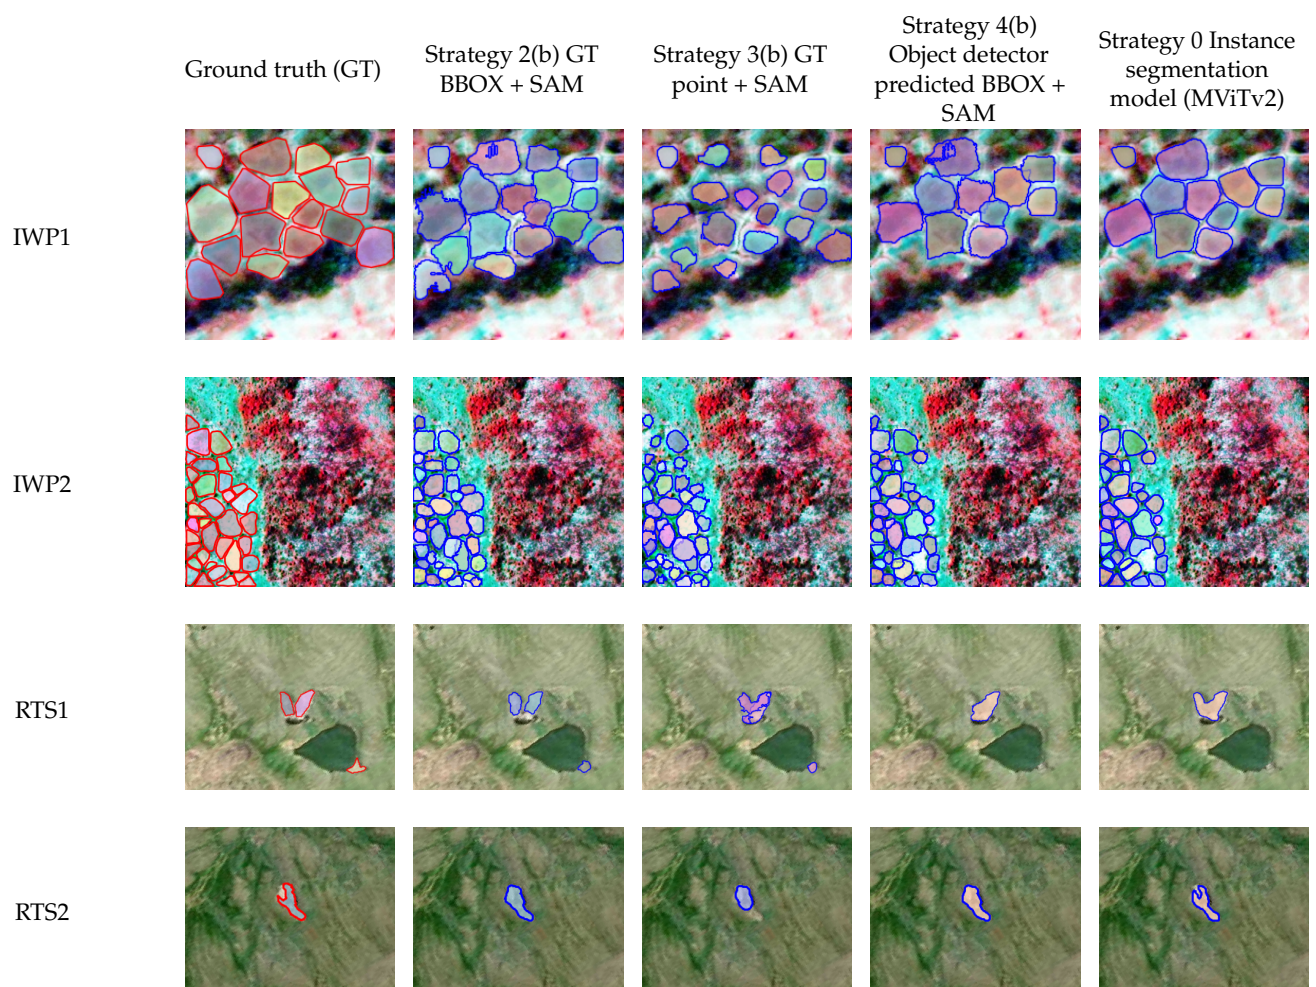 Ground truth (GT)
Strategy 2(b) GT
BBOX + SAM
Strategy 3(b) GT
point + SAM
Strategy 4(b)
Object detector
predicted BBOX +
SAM
Strategy 0 Instance
segmentation
model (MViTv2)
IWP1
IWP2
RTS1
RTS2